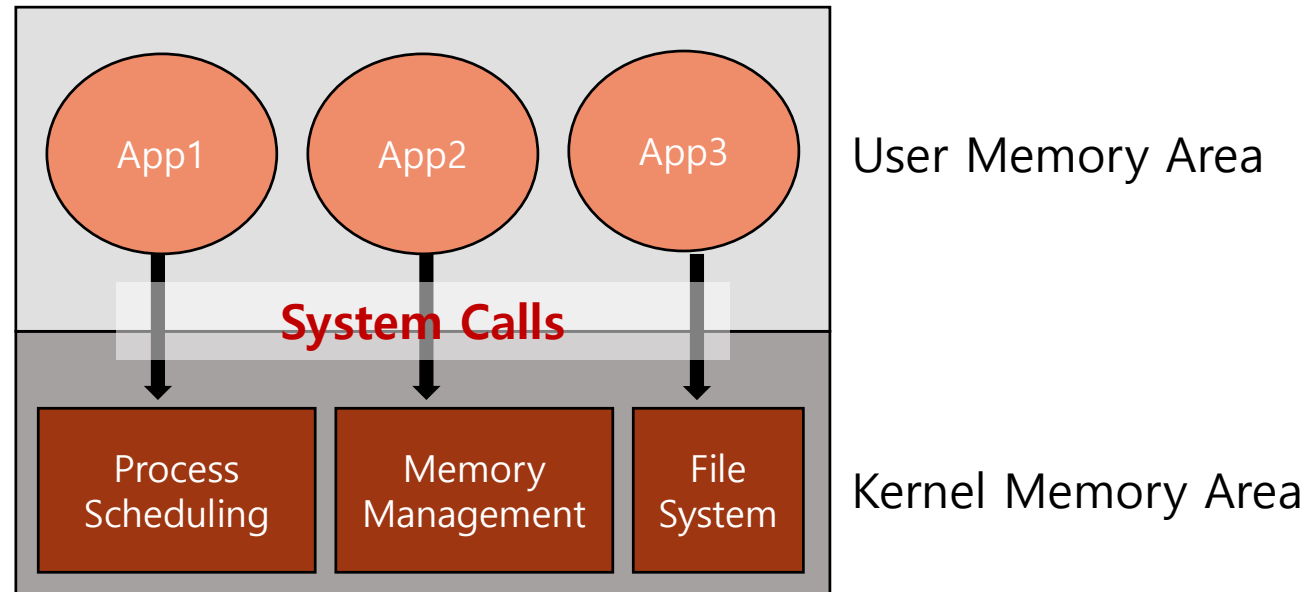 App1
App2
App3
User Memory Area
System Calls
Process
Scheduling
Memory
Management
File
System
Kernel Memory Area